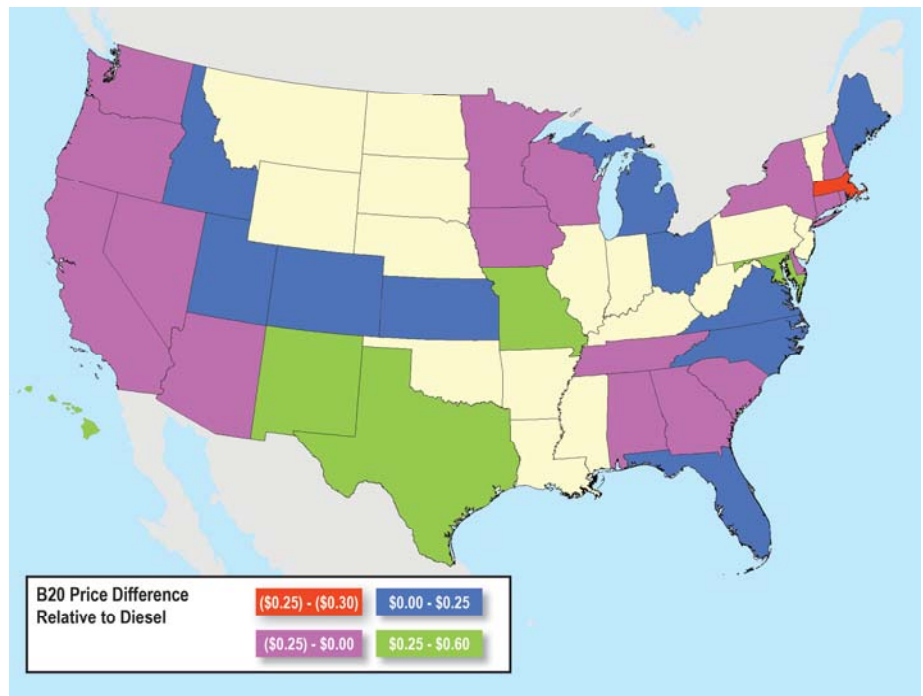 B20 Price Difference
Relative to Diesel
($0.25) - ($0.30)
$0.00 - $0.25
($0.25) - $0.00
$0.25 - $0.60